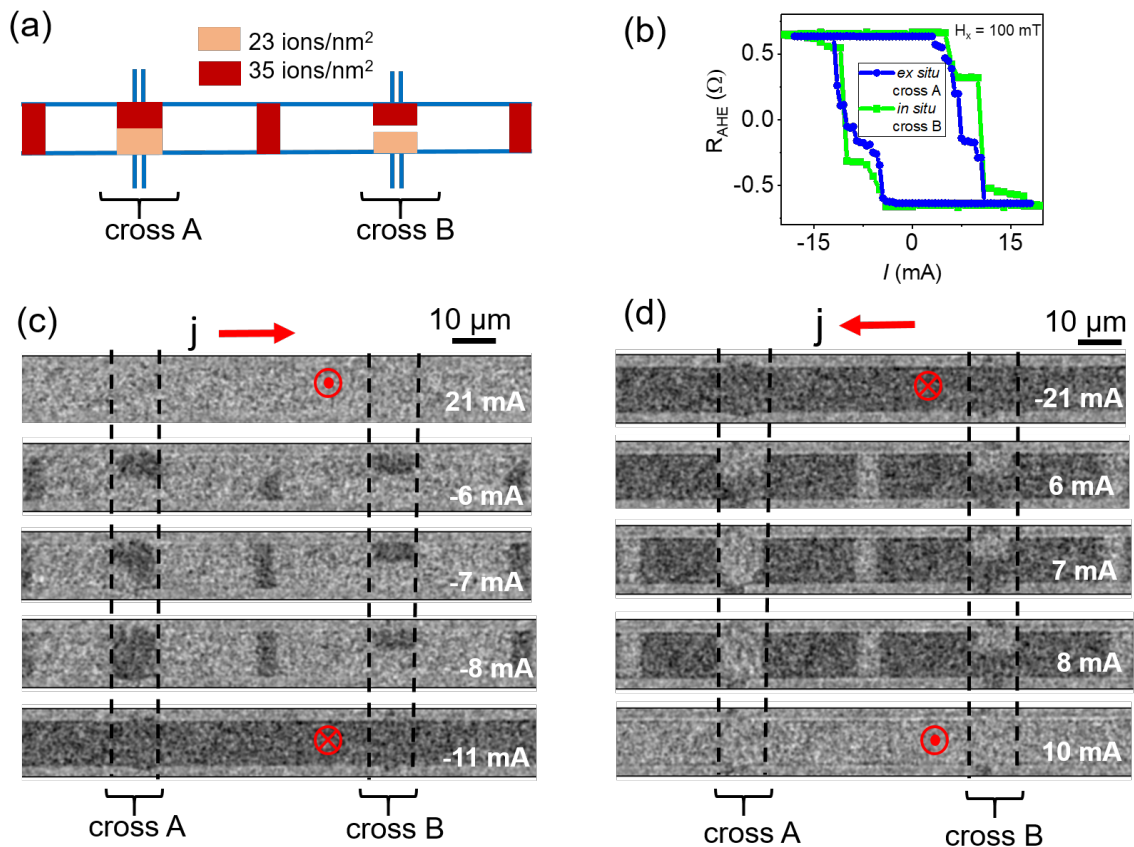 (a)
23 ions/nm²
35 ions/nm²
cross A
cross B
(b)
Hₓ = 100 mT
ex situ
cross A
in situ
cross B
R_AHE (Ω)
0.5
0.0
-0.5
-15
0
15
I (mA)
(c)
j
10 µm
21 mA
-6 mA
-7 mA
-8 mA
-11 mA
cross A
cross B
(d)
j
10 µm
-21 mA
6 mA
7 mA
8 mA
10 mA
cross A
cross B